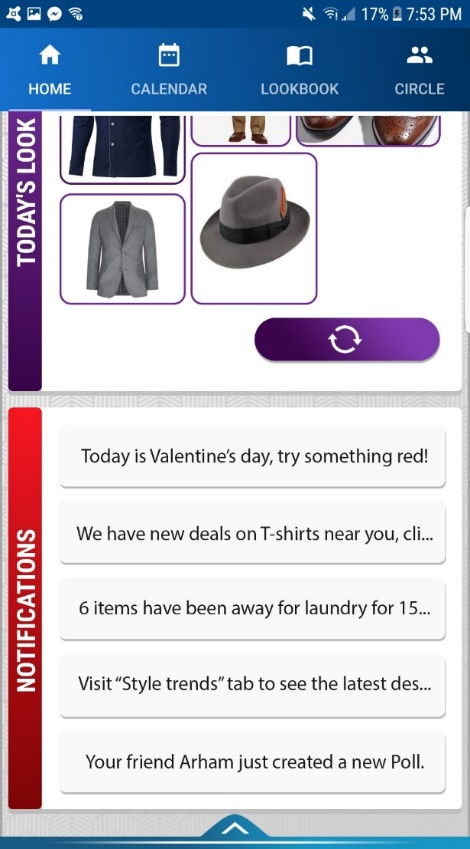 17% 7:53 PM
HOME CALENDAR LOOKBOOK CIRCLE
TODAY'S LOOK
NOTIFICATIONS
Today is Valentine's day, try something red!
We have new deals on T-shirts near you, cli...
6 items have been away for laundry for 15...
Visit “Style trends” tab to see the latest des...
Your friend Arham just created a new Poll.